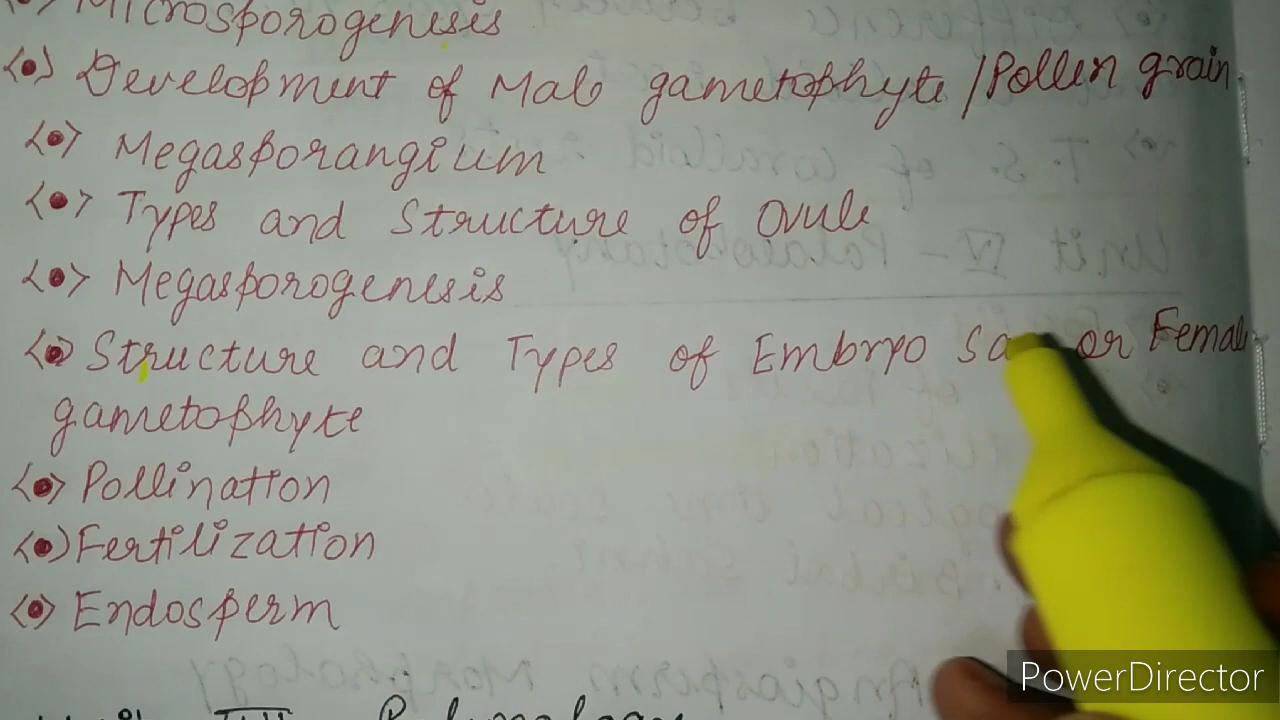 Microsporogenesis
Development of Male gametophyte / Pollen grain
Megasporangium
Types and Structure of Ovule
Megasporogenesis
Structure and Types of Embryo Sa or Female
gametophyte
Pollination
Fertilization
Endosperm
PowerDirector